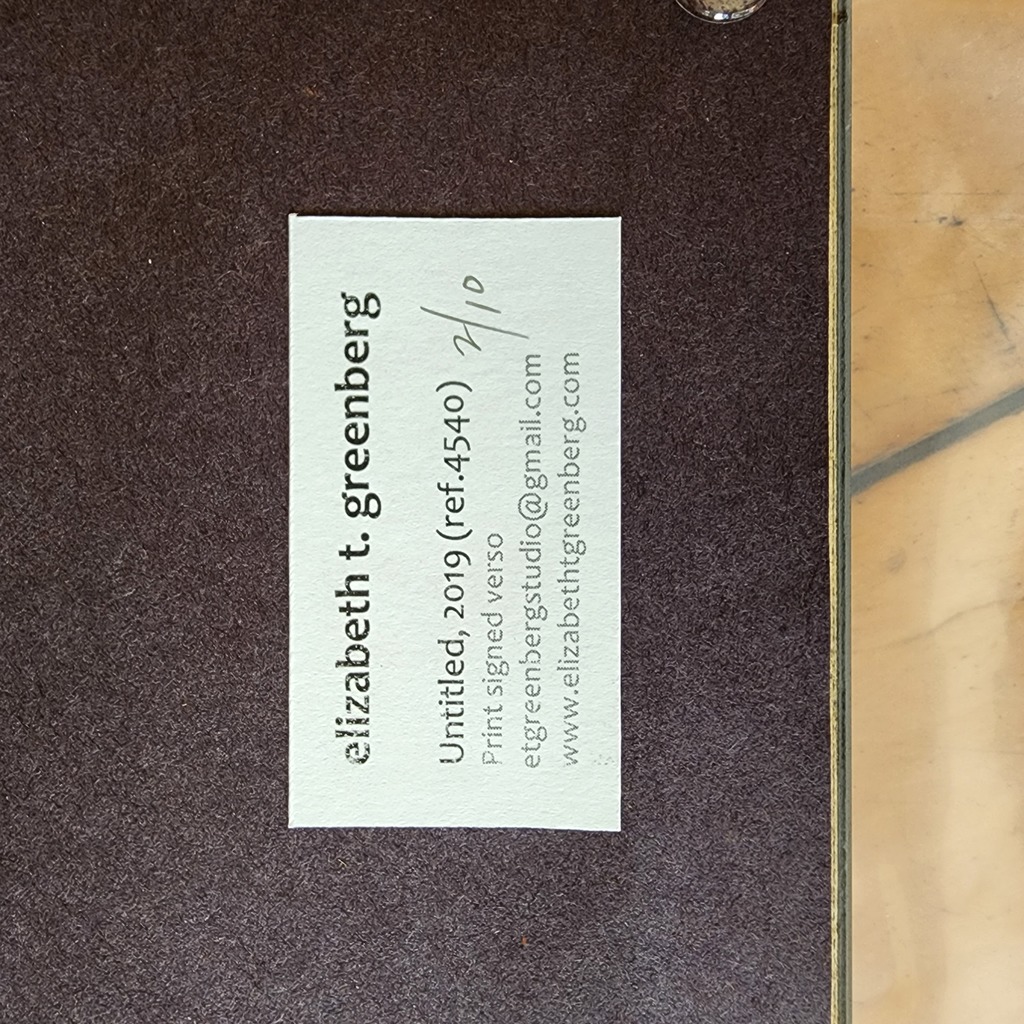 elizabeth t. greenberg
Untitled, 2019 (ref.4540) 2/10
Print signed verso
etgreenbergstudio@gmail.com
www.elizabethtgreenberg.com